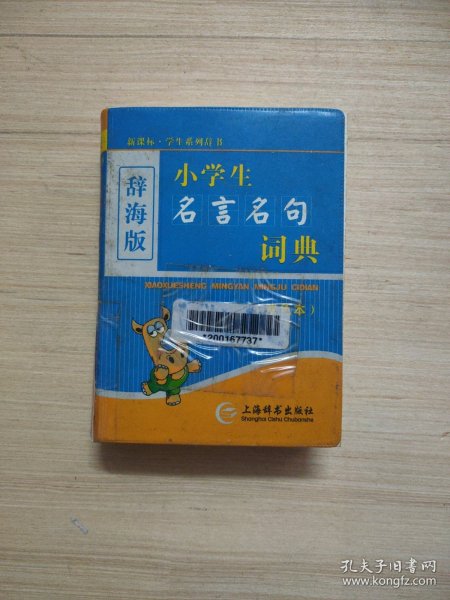 新课标·学生系列辞书
辞海版
小学生
名言名句
词典
XIAOXUESHENG MINGYAN MINGJU CIDIAN
本）
*200167737*
上海辞书出版社
Shanghai Cishu Chubanshe
孔夫子旧书网
www.kongfz.com